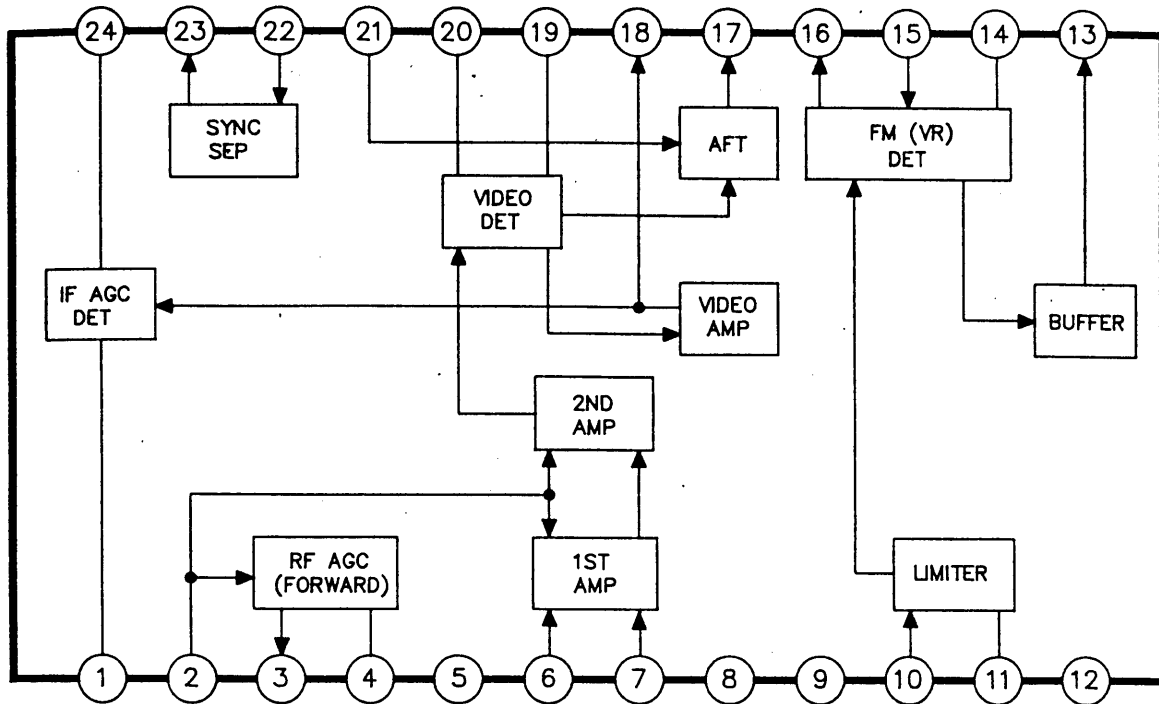 24 23 22 21 20 19 18 17 16 15 14 13
SYNC
SEP
AFT
FM (VR)
DET
VIDEO
DET
IF AGC
DET
VIDEO
AMP
BUFFER
2ND
AMP
RF AGC
(FORWARD)
1ST
AMP
LIMITER
1 2 3 4 5 6 7 8 9 10 11 12